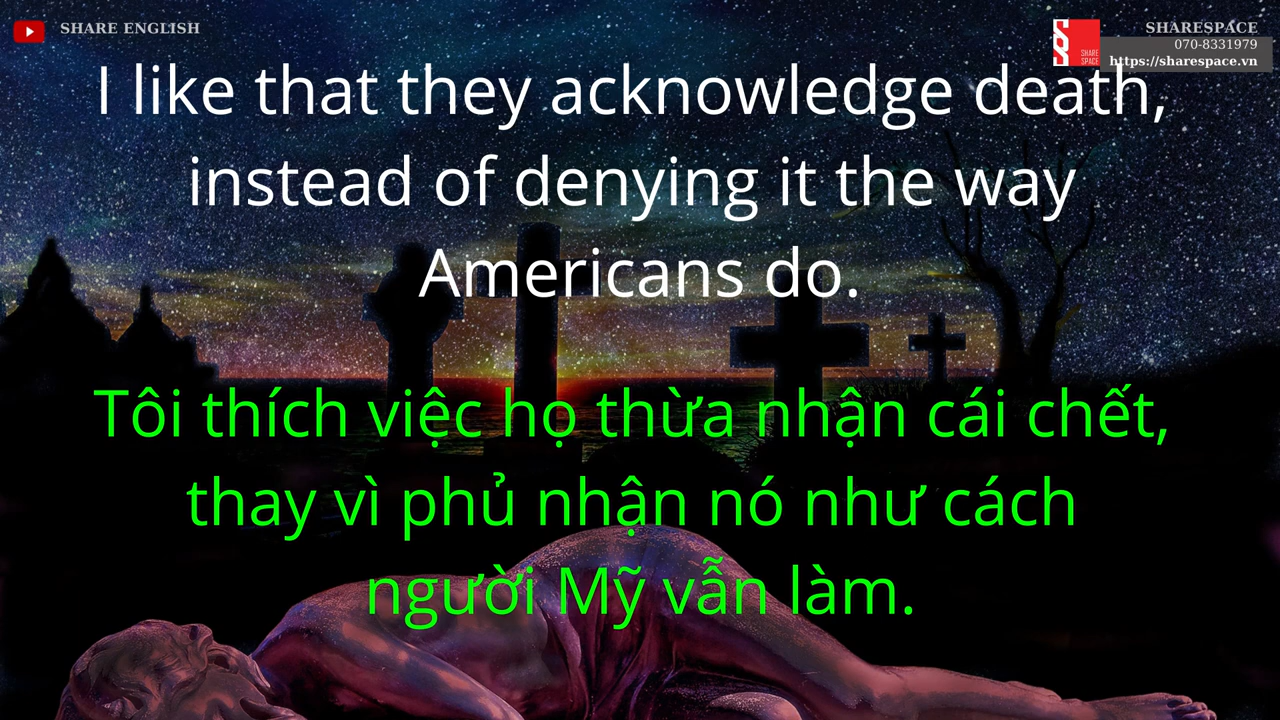 SHARE ENGLISH
SHARESPACE
070-8331979
https://sharespace.vn
SHARE
SPACE
I like that they acknowledge death,
instead of denying it the way
Americans do.
Tôi thích việc họ thừa nhận cái chết,
thay vì phủ nhận nó như cách
người Mỹ vẫn làm.